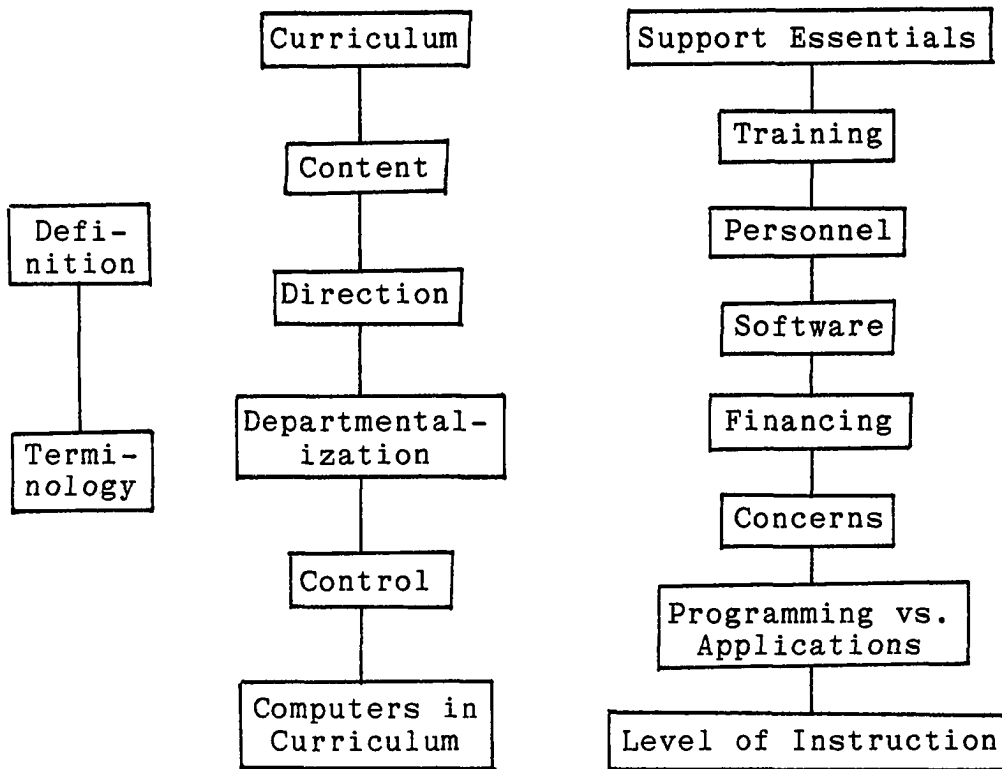 Defi-
nition
Termi-
nology
Curriculum
Content
Direction
Departmental-
ization
Control
Computers in
Curriculum
Support Essentials
Training
Personnel
Software
Financing
Concerns
Programming vs.
Applications
Level of Instruction